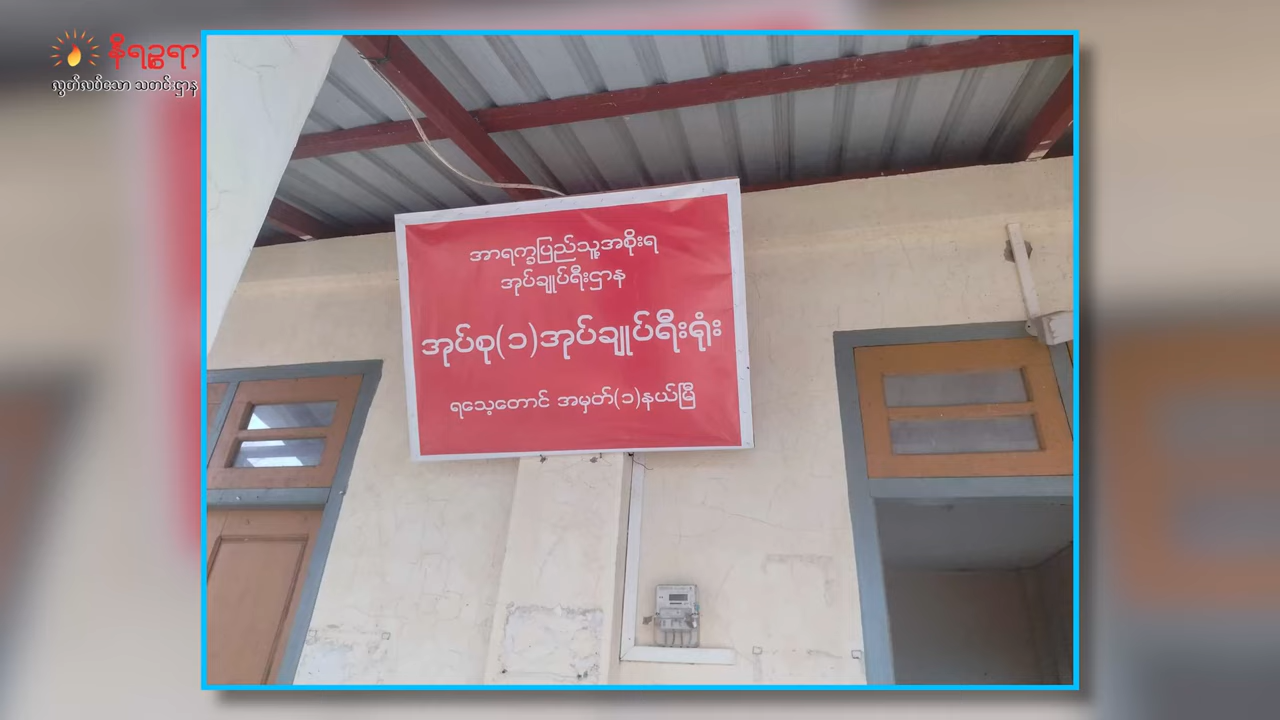 နိရဉ္စရာ
လွတ်လပ်သော သတင်းဌာန
အာရက္ခပြည်သူ့အစိုးရ
အုပ်ချုပ်ရီးဌာန
အုပ်စု(၁)အုပ်ချုပ်ရီးရုံး
ရသေ့တောင် အမှတ်(၁)နယ်မြီ